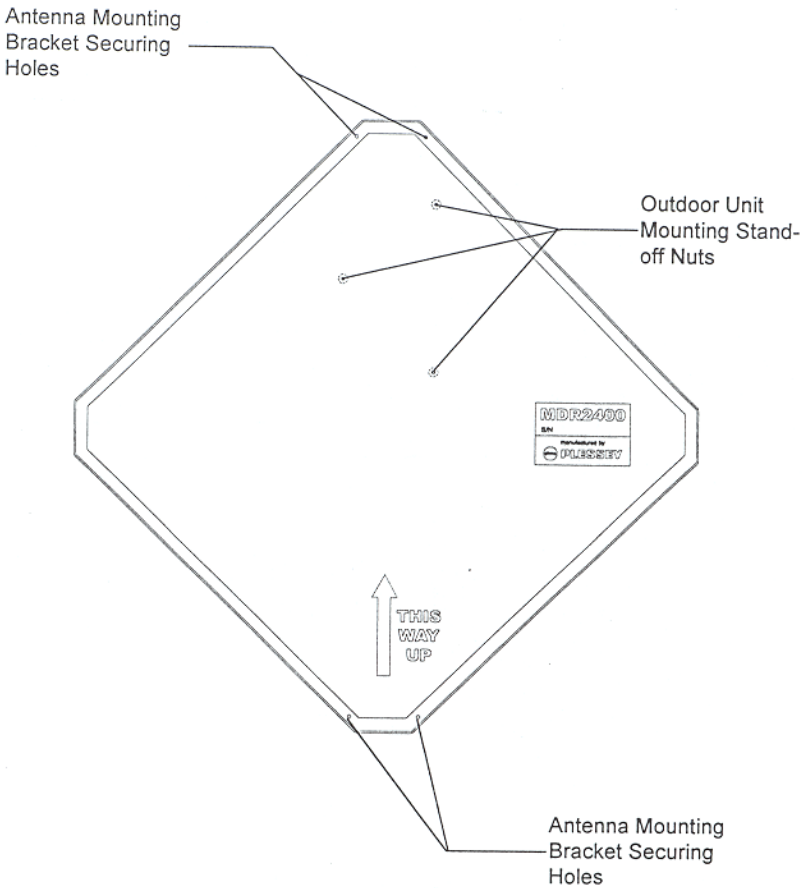 Antenna Mounting
Bracket Securing
Holes
Outdoor Unit
Mounting Stand-
off Nuts
MDR2400
S/N
manufactured by
PLESSEY
THIS
WAY
UP
Antenna Mounting
Bracket Securing
Holes